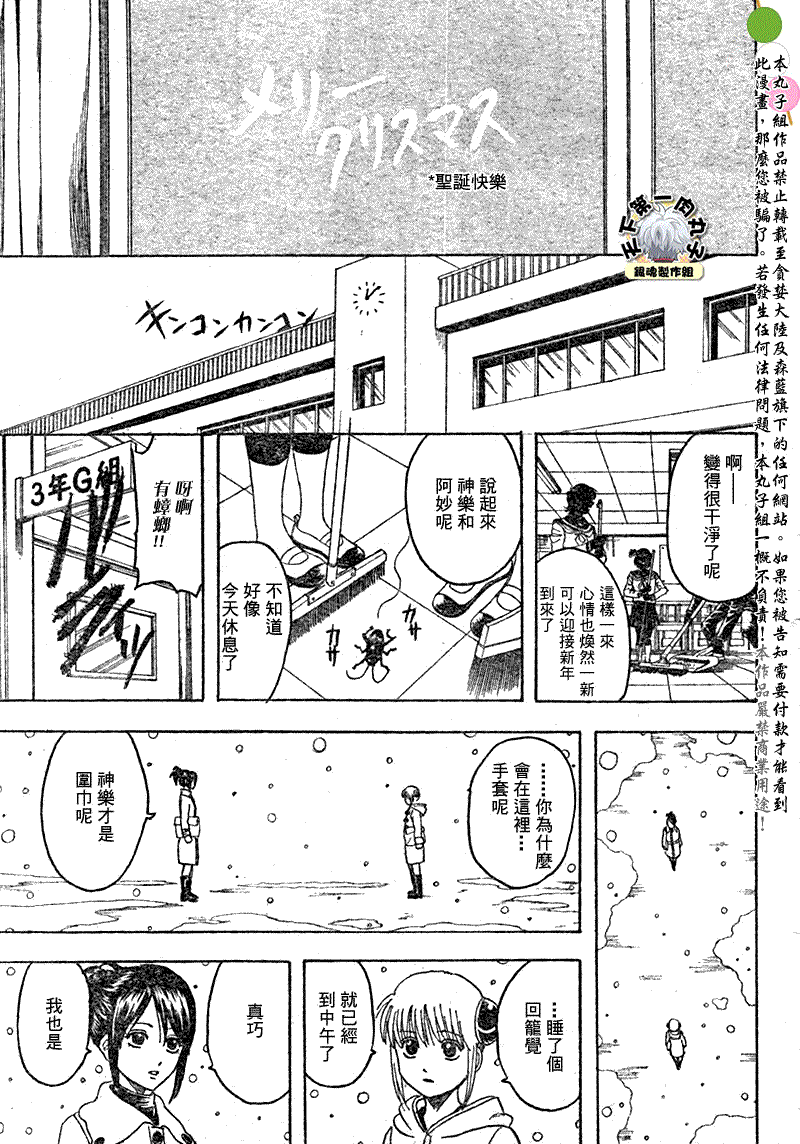 メリー
クリスマス
*聖誕快樂
天下第一肉丸子
銀魂製作組
本丸子組作品禁止轉載至貪婪大陸及森藍旗下的任何網站。如果您被告知需要付款才能看到
此漫畫，那麼您被騙了。若發生任何法律問題，本丸子組一概不負責！本作品嚴禁商業用途！
キンコンカンコン
啊——
變得很干淨了呢
這樣一來
心情也煥然一新
可以迎接新年
到來了
說起來
神樂和
阿妙呢
カサ
カサ
不知道
好像
今天休息了
3年G組
呀啊
有蟑螂!!
……你為什麼
會在這裡…
手套呢
神樂才是
圍巾呢
…睡了個
回籠覺
就已經
到中午了
真巧
我也是